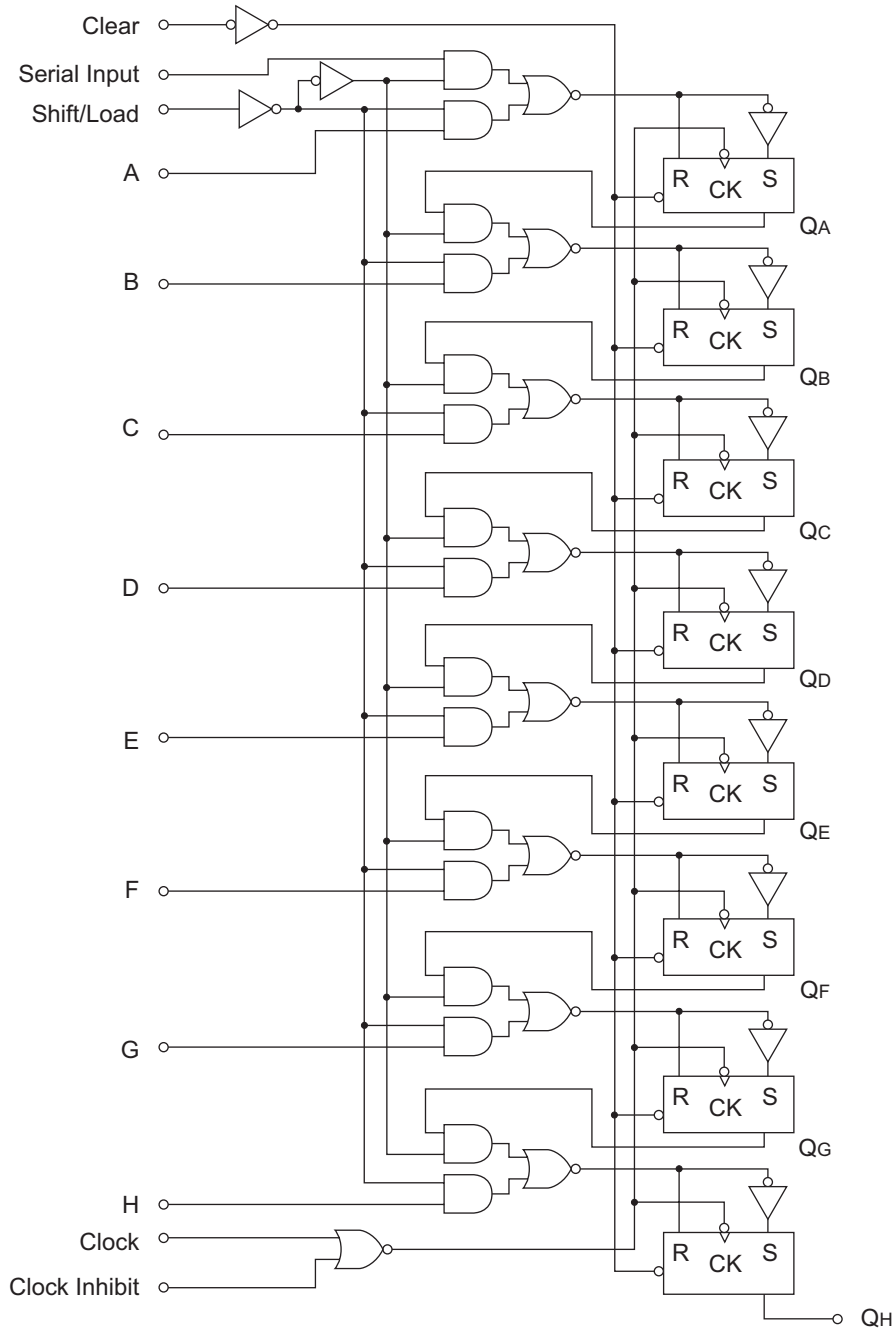 Clear
Serial Input
Shift/Load
A
R CK S
QA
B
R CK S
QB
C
R CK S
QC
D
R CK S
QD
E
R CK S
QE
F
R CK S
QF
G
R CK S
QG
H
R CK S
Clock
Clock Inhibit
QH